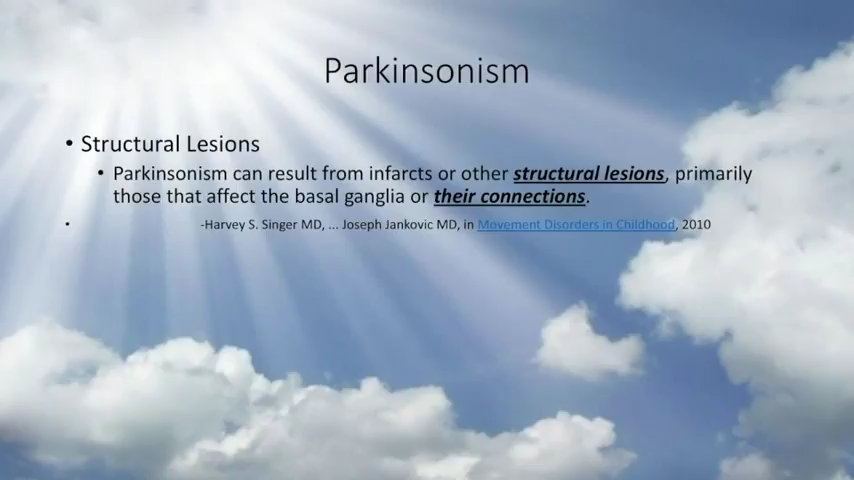 Parkinsonism
• Structural Lesions
• Parkinsonism can result from infarcts or other structural lesions, primarily
those that affect the basal ganglia or their connections.
• -Harvey S. Singer MD, ... Joseph Jankovic MD, in Movement Disorders in Childhood, 2010